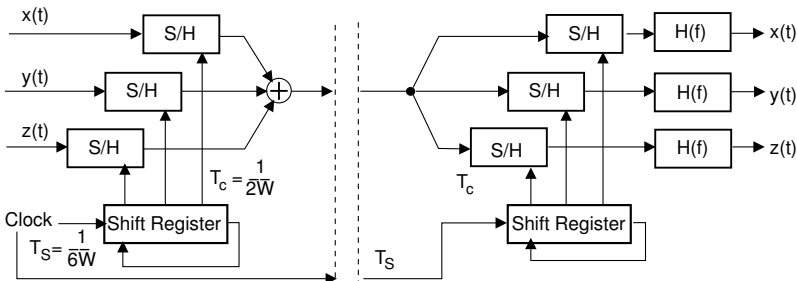 x(t)
S/H
y(t)
S/H
z(t)
S/H
T_c = 1/2W
Clock
Shift Register
T_S = 1/6W
S/H
H(f)
x(t)
S/H
H(f)
y(t)
S/H
H(f)
z(t)
T_c
Shift Register
T_S